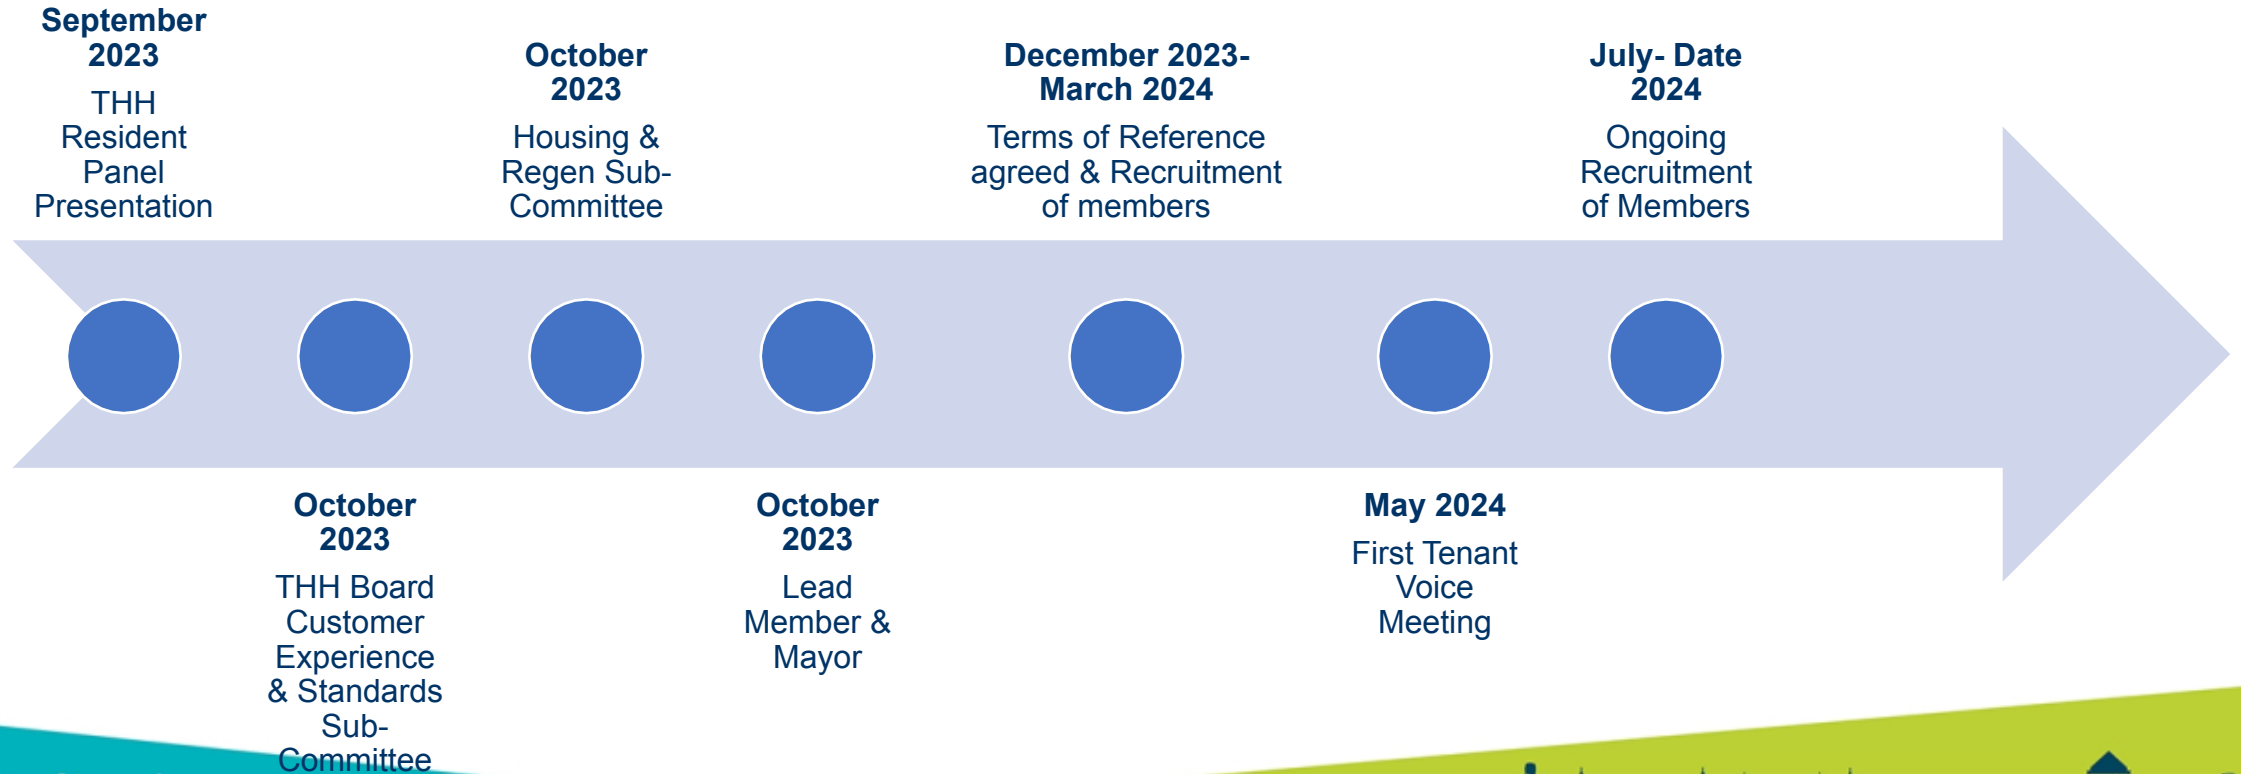 September
2023
THH
Resident
Panel
Presentation
October
2023
THH Board
Customer
Experience
& Standards
Sub-
Committee
October
2023
Housing &
Regen Sub-
Committee
October
2023
Lead
Member &
Mayor
December 2023-
March 2024
Terms of Reference
agreed & Recruitment
of members
May 2024
First Tenant
Voice
Meeting
July- Date
2024
Ongoing
Recruitment
of Members